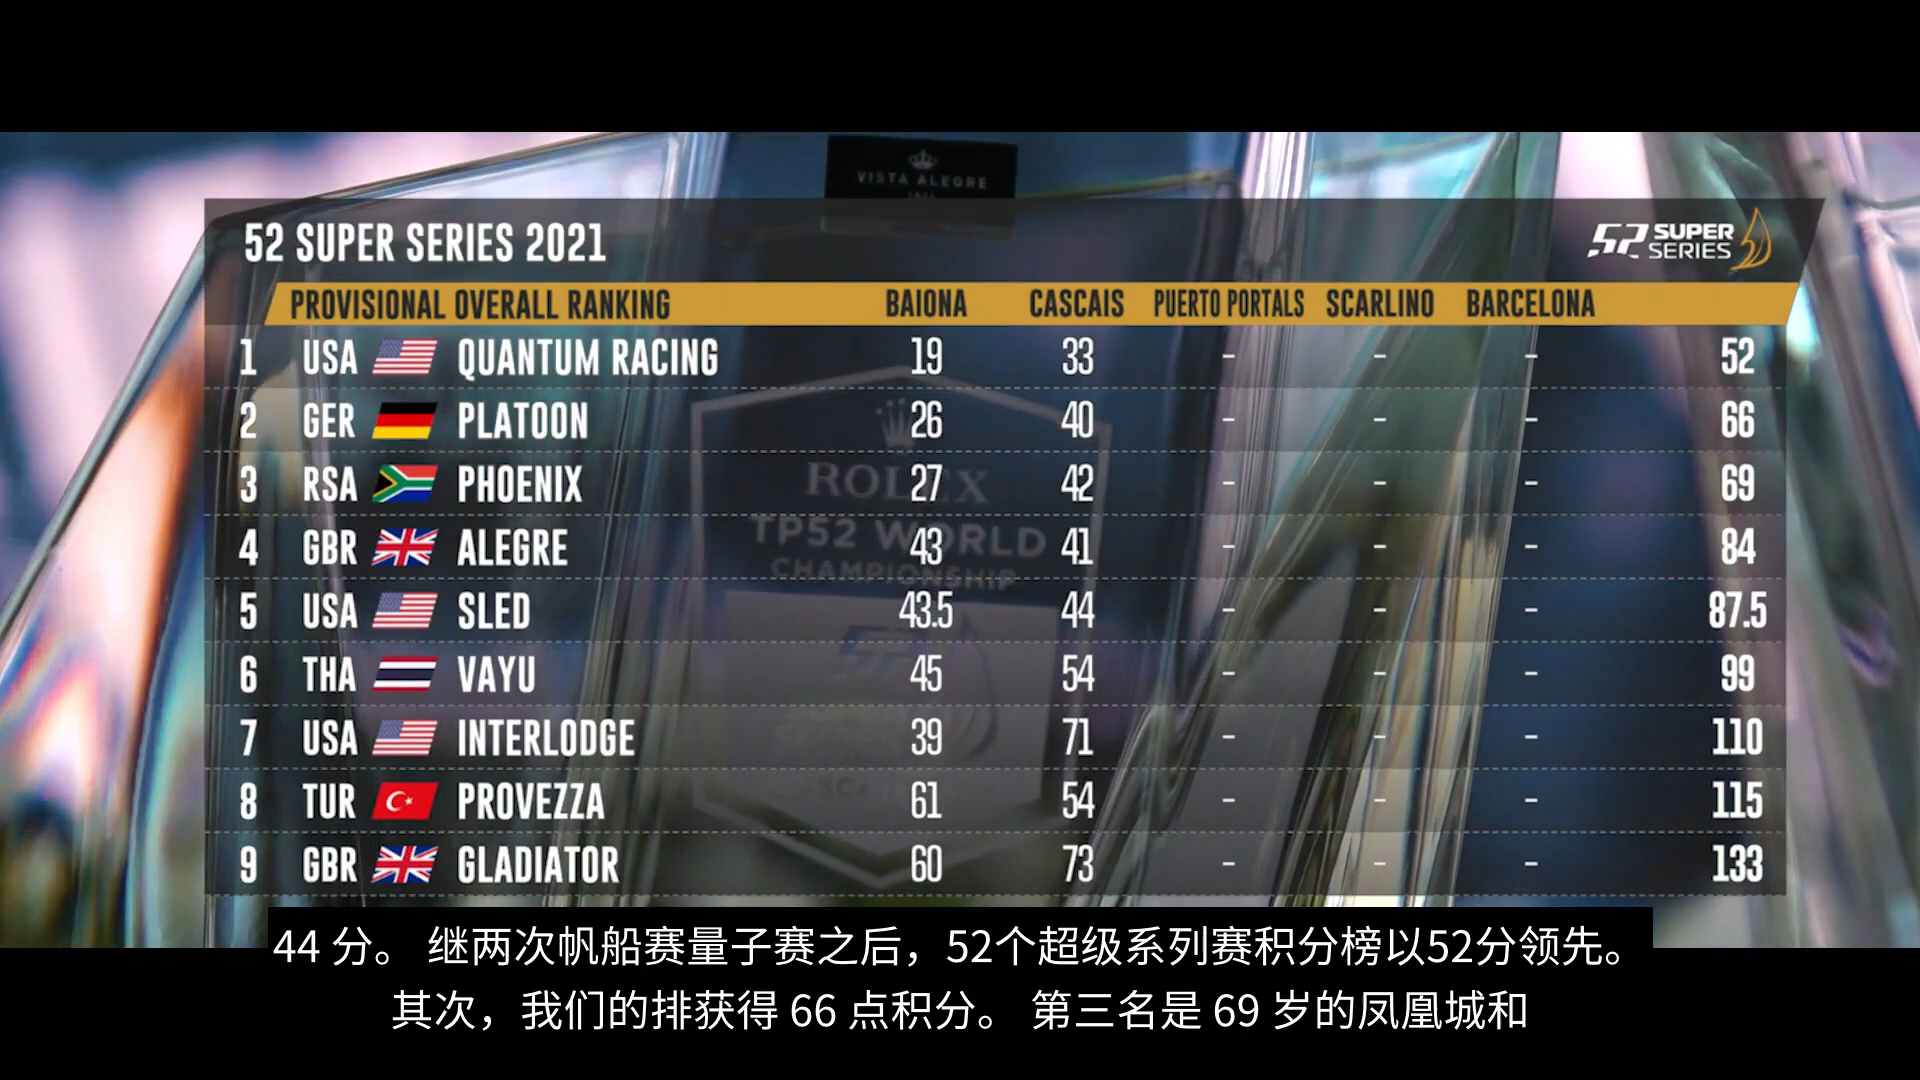 VISTA ALEGRE
52 SUPER SERIES 2021
52 SUPER SERIES
PROVISIONAL OVERALL RANKING BAIONA CASCAIS PUERTO PORTALS SCARLINO BARCELONA
1 USA QUANTUM RACING 19 33 - - - 52
2 GER PLATOON 26 40 - - - 66
3 RSA PHOENIX 27 42 - - - 69
4 GBR ALEGRE 43 41 - - - 84
5 USA SLED 43.5 44 - - - 87.5
6 THA VAYU 45 54 - - - 99
7 USA INTERLODGE 39 71 - - - 110
8 TUR PROVEZZA 61 54 - - - 115
9 GBR GLADIATOR 60 73 - - - 133
ROLEX
TP52 WORLD
CHAMPIONSHIP
44 分。 继两次帆船赛量子赛之后，52个超级系列赛积分榜以52分领先。
其次，我们的排获得 66 点积分。 第三名是 69 岁的凤凰城和